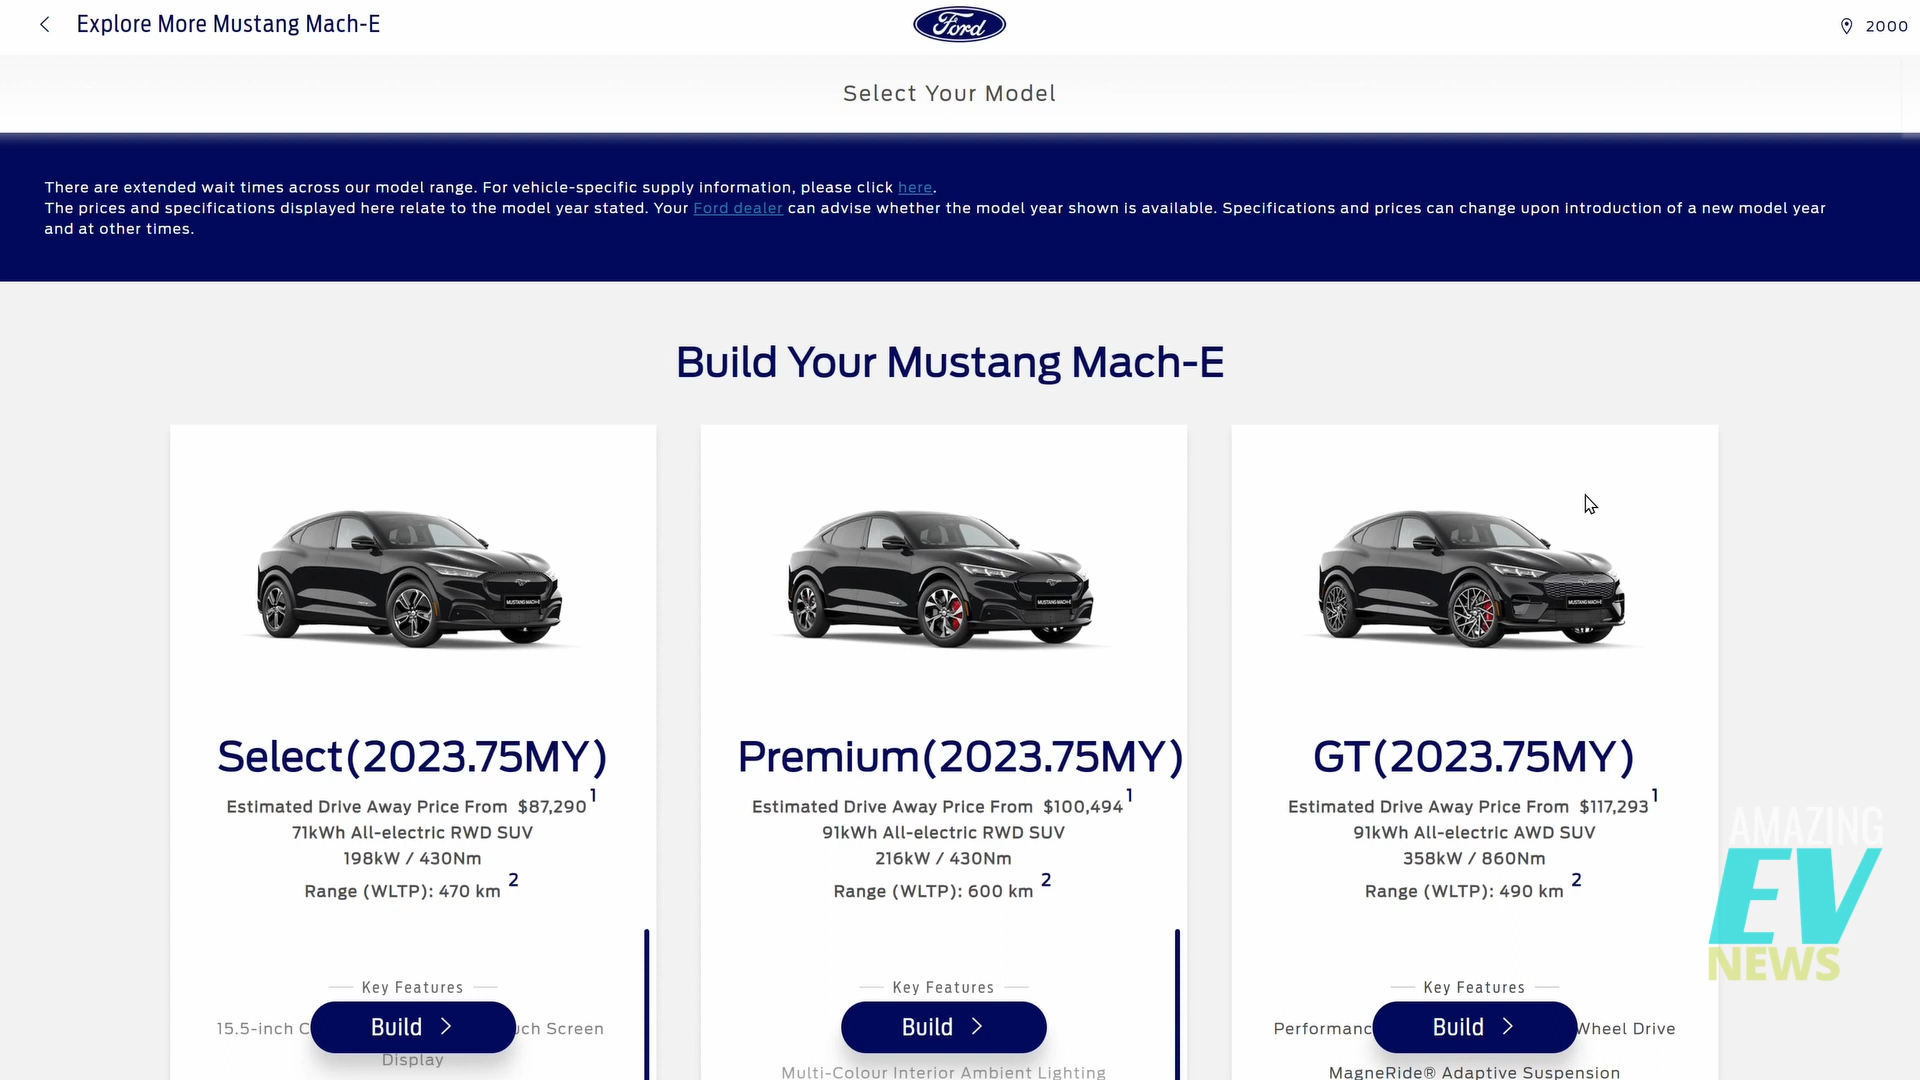 Explore More Mustang Mach-E
Ford
2000
Select Your Model
There are extended wait times across our model range. For vehicle-specific supply information, please click here.
The prices and specifications displayed here relate to the model year stated. Your Ford dealer can advise whether the model year shown is available. Specifications and prices can change upon introduction of a new model year
and at other times.
Build Your Mustang Mach-E
MUSTANG MACH-E
MUSTANG MACH-E
MUSTANG MACH-E
Select(2023.75MY)
Estimated Drive Away Price From $87,290 1
71kWh All-electric RWD SUV
198kW / 430Nm
Range (WLTP): 470 km 2
Key Features
15.5-inch C
uch Screen
Build
Display
Premium(2023.75MY)
Estimated Drive Away Price From $100,494 1
91kWh All-electric RWD SUV
216kW / 430Nm
Range (WLTP): 600 km 2
Key Features
Build
Multi-Colour Interior Ambient Lighting
GT(2023.75MY)
Estimated Drive Away Price From $117,293 1
91kWh All-electric AWD SUV
358kW / 860Nm
Range (WLTP): 490 km 2
Key Features
Performanc
Wheel Drive
Build
MagneRide® Adaptive Suspension
AMAZING
EV
NEWS